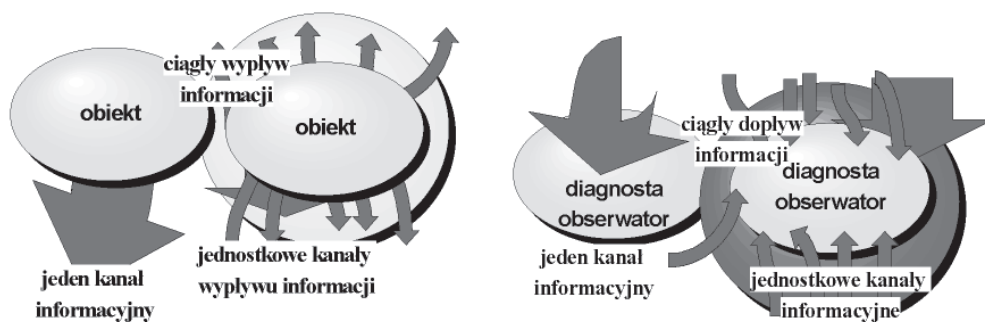 obiekt
ciągły wypływ
informacji
obiekt
jeden kanał
informacyjny
jednostkowe kanały
wypływu informacji
ciągły dopływ
informacji
diagnosta
obserwator
diagnosta
obserwator
jeden kanał
informacyjny
jednostkowe kanały
informacyjne